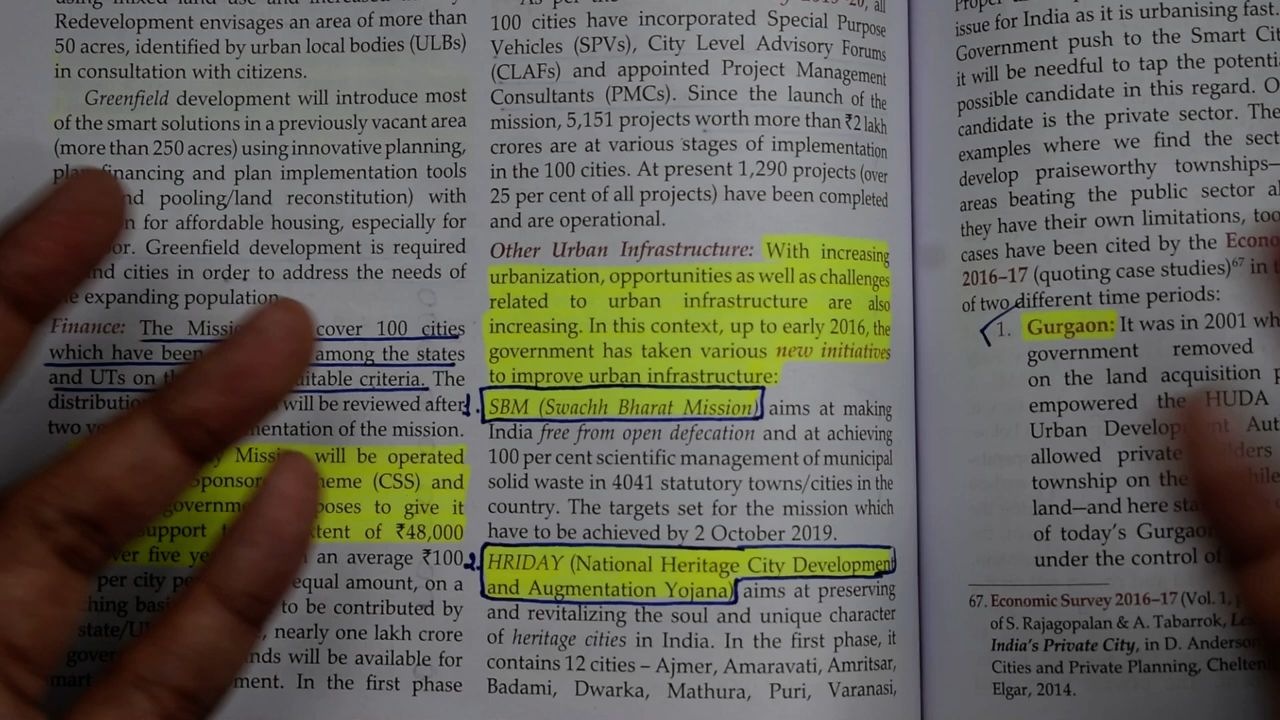 Redevelopment envisages an area of more than
50 acres, identified by urban local bodies (ULBs)
in consultation with citizens.
Greenfield development will introduce most
of the smart solutions in a previously vacant area
(more than 250 acres) using innovative planning,
financing and plan implementation tools
pooling/land reconstitution) with
for affordable housing, especially for
Greenfield development is required
cities in order to address the needs of
expanding population.
Finance: The cover 100 cities
which have been among the states
and UTs on The
will be reviewed after
two of the mission.
will be operated
(CSS) and
to give it
support extent of ₹48,000
over five an average ₹100
per city equal amount, on a
to be contributed by
nearly one lakh crore
will be available for
In the first phase
all
100 cities have incorporated Special Purpose
Vehicles (SPVs), City Level Advisory Forums
(CLAFs) and appointed Project Management
Consultants (PMCs). Since the launch of the
mission, 5,151 projects worth more than ₹2 lakh
crores are at various stages of implementation
in the 100 cities. At present 1,290 projects (over
25 per cent of all projects) have been completed
and are operational.
Other Urban Infrastructure: With increasing
urbanization, opportunities as well as challenges
related to urban infrastructure are also
increasing. In this context, up to early 2016, the
government has taken various new initiatives
to improve urban infrastructure:
1. SBM (Swachh Bharat Mission) aims at making
India free from open defecation and at achieving
100 per cent scientific management of municipal
solid waste in 4041 statutory towns/cities in the
country. The targets set for the mission which
have to be achieved by 2 October 2019.
2. HRIDAY (National Heritage City Development
and Augmentation Yojana) aims at preserving
and revitalizing the soul and unique character
of heritage cities in India. In the first phase, it
contains 12 cities – Ajmer, Amaravati, Amritsar,
Badami, Dwarka, Mathura, Puri, Varanasi,
issue for India as it is urbanising fast.
Government push to the Smart
it will be needful to tap the
possible candidate in this regard.
candidate is the private sector.
examples where we find the
develop praiseworthy townships—
areas beating the public sector
they have their own limitations, too
cases have been cited by the
2016–17 (quoting case studies)67 in
of two different time periods:
1. Gurgaon: It was in 2001
government removed
on the land acquisition
empowered the HUDA
Urban
allowed private
township on the
land—and here
of today's
under the control
67. Economic Survey 2016–17 (Vol. 1,
of S. Rajagopalan & A. Tabarrok,
India's Private City, in D.
Cities and Private Planning,
Elgar, 2014.